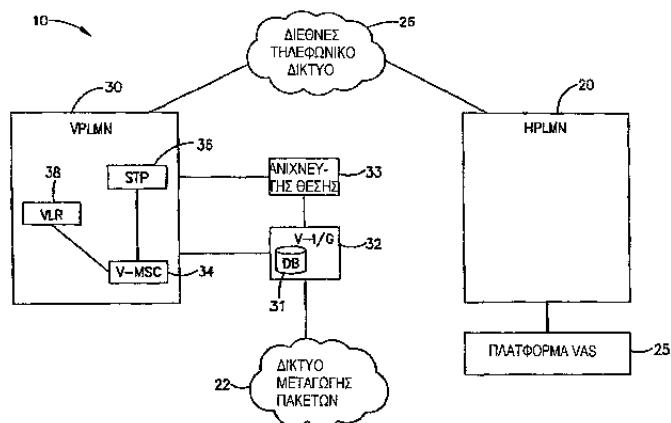 10
ΔΙΕΘΝΕΣ
ΤΗΛΕΦΩΝΙΚΟ
ΔΙΚΤΥΟ
26
30
VPLMN
36
STP
38
VLR
V-MSC
34
ΑΝΙΧΝΕΥ-
ΤΗΣ ΘΕΣΗΣ
33
V-I/G
32
DB
31
20
HPLMN
ΠΛΑΤΦΟΡΜΑ VAS
25
22
ΔΙΚΤΥΟ
ΜΕΤΑΓΩΓΗΣ
ΠΑΚΕΤΩΝ